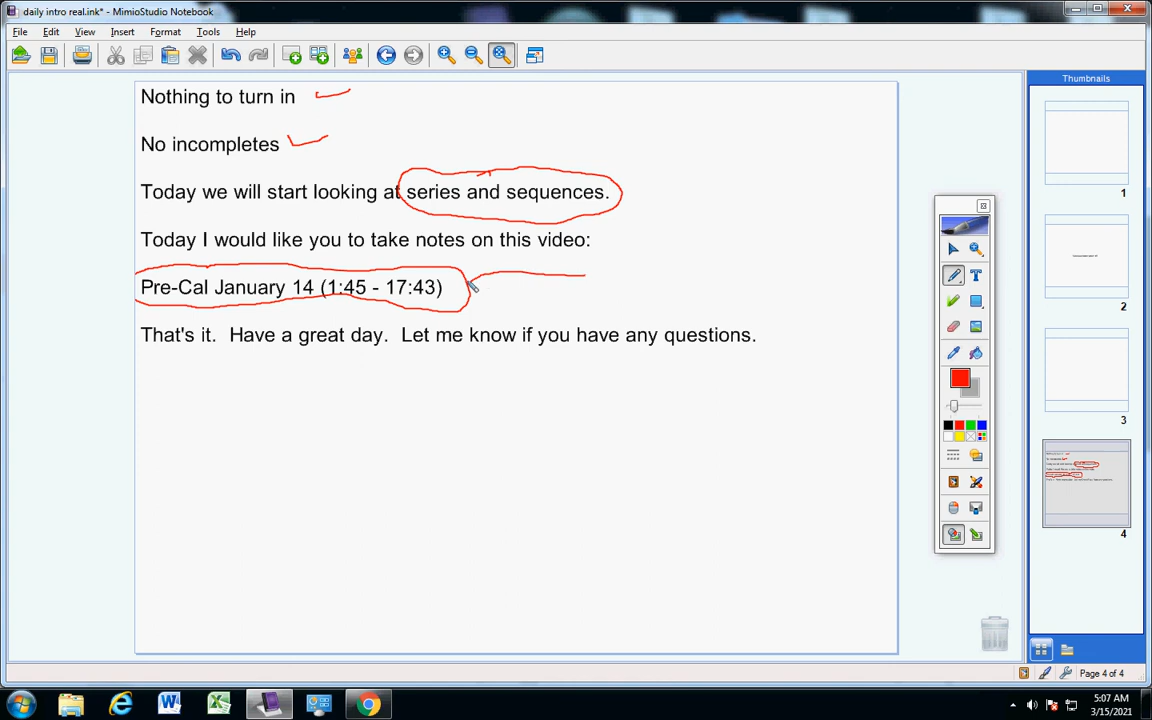 daily intro real.ink* - MimioStudio Notebook
File Edit View Insert Format Tools Help
Nothing to turn in
No incompletes
Today we will start looking at series and sequences.
Today I would like you to take notes on this video:
Pre-Cal January 14 (1:45 - 17:43)
That's it. Have a great day. Let me know if you have any questions.
Thumbnails
1
2
3
4
T
Page 4 of 4
5:07 AM
3/15/2021